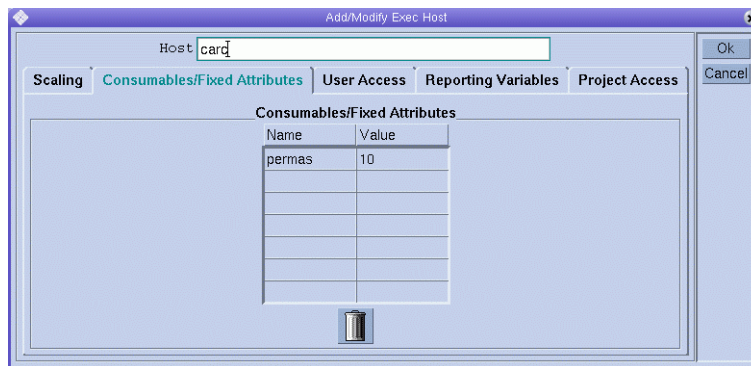 Add/Modify Exec Host
Host carc
Ok
Cancel
Scaling Consumables/Fixed Attributes User Access Reporting Variables Project Access
Consumables/Fixed Attributes
Name Value
permas 10